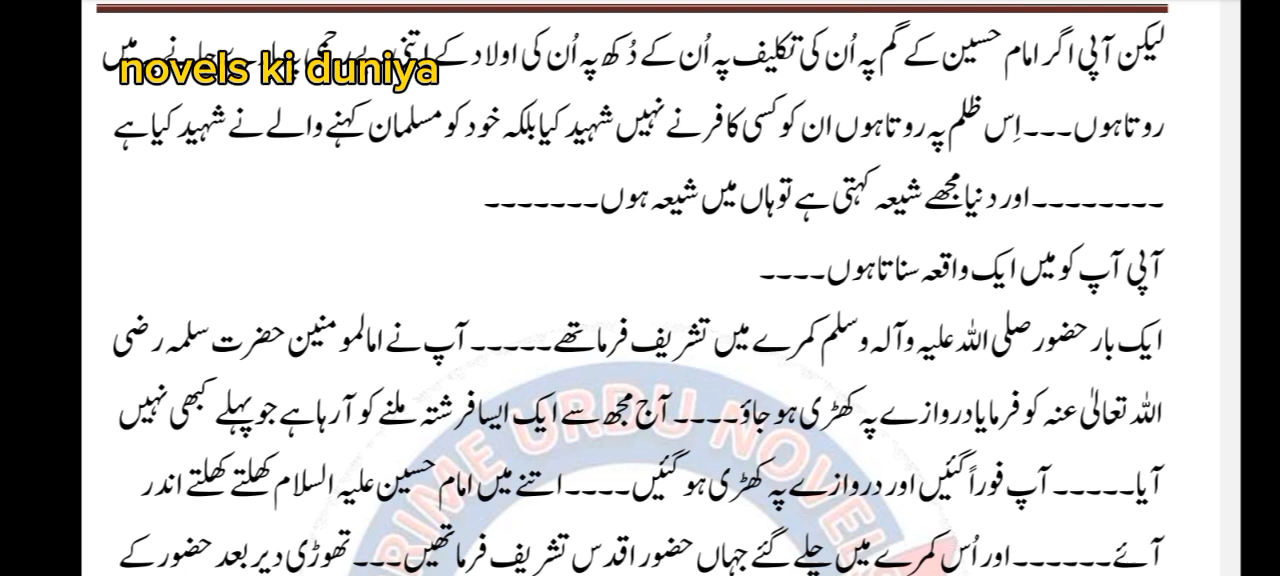 لیکن آپی اگر امام حسین کے گم پہ اُن کی تکلیف پہ اُن کے دُکھ پہ اُن کی اولاد کے اتنی میں
novels ki duniya
روتا ہوں۔۔۔اِس ظلم پہ روتا ہوں ان کو کسی کافر نے نہیں شہید کیا بلکہ خود کو مسلمان کہنے والے نے شہید کیا ہے
۔۔۔۔۔۔۔۔اور دنیا مجھے شیعہ کہتی ہے تو ہاں میں شیعہ ہوں۔۔۔۔۔۔۔
آپی آپ کو میں ایک واقعہ سناتا ہوں۔۔۔۔
ایک بار حضور صلی اللہ علیہ وآلہ وسلم کمرے میں تشریف فرما تھے۔۔۔۔۔ آپ نے امالمومنین حضرت سلمہ رضی
اللہ تعالیٰ عنہ کو فرمایا دروازے پہ کھڑی ہو جاؤ۔۔۔۔ آج مجھ سے ایک ایسا فرشتہ ملنے کو آرہا ہے جو پہلے کبھی نہیں
آیا۔۔۔۔۔ آپ فوراً گئیں اور دروازے پہ کھڑی ہو گئیں۔۔۔۔اتنے میں امام حسین علیہ السلام کھلتے کھلتے اندر
آئے۔۔۔۔۔۔اور اُس کمرے میں چلے گئے جہاں حضور اقدس تشریف فرما تھیں۔۔۔ تھوڑی دیر بعد حضور کے
PRIME URDU NOVELS